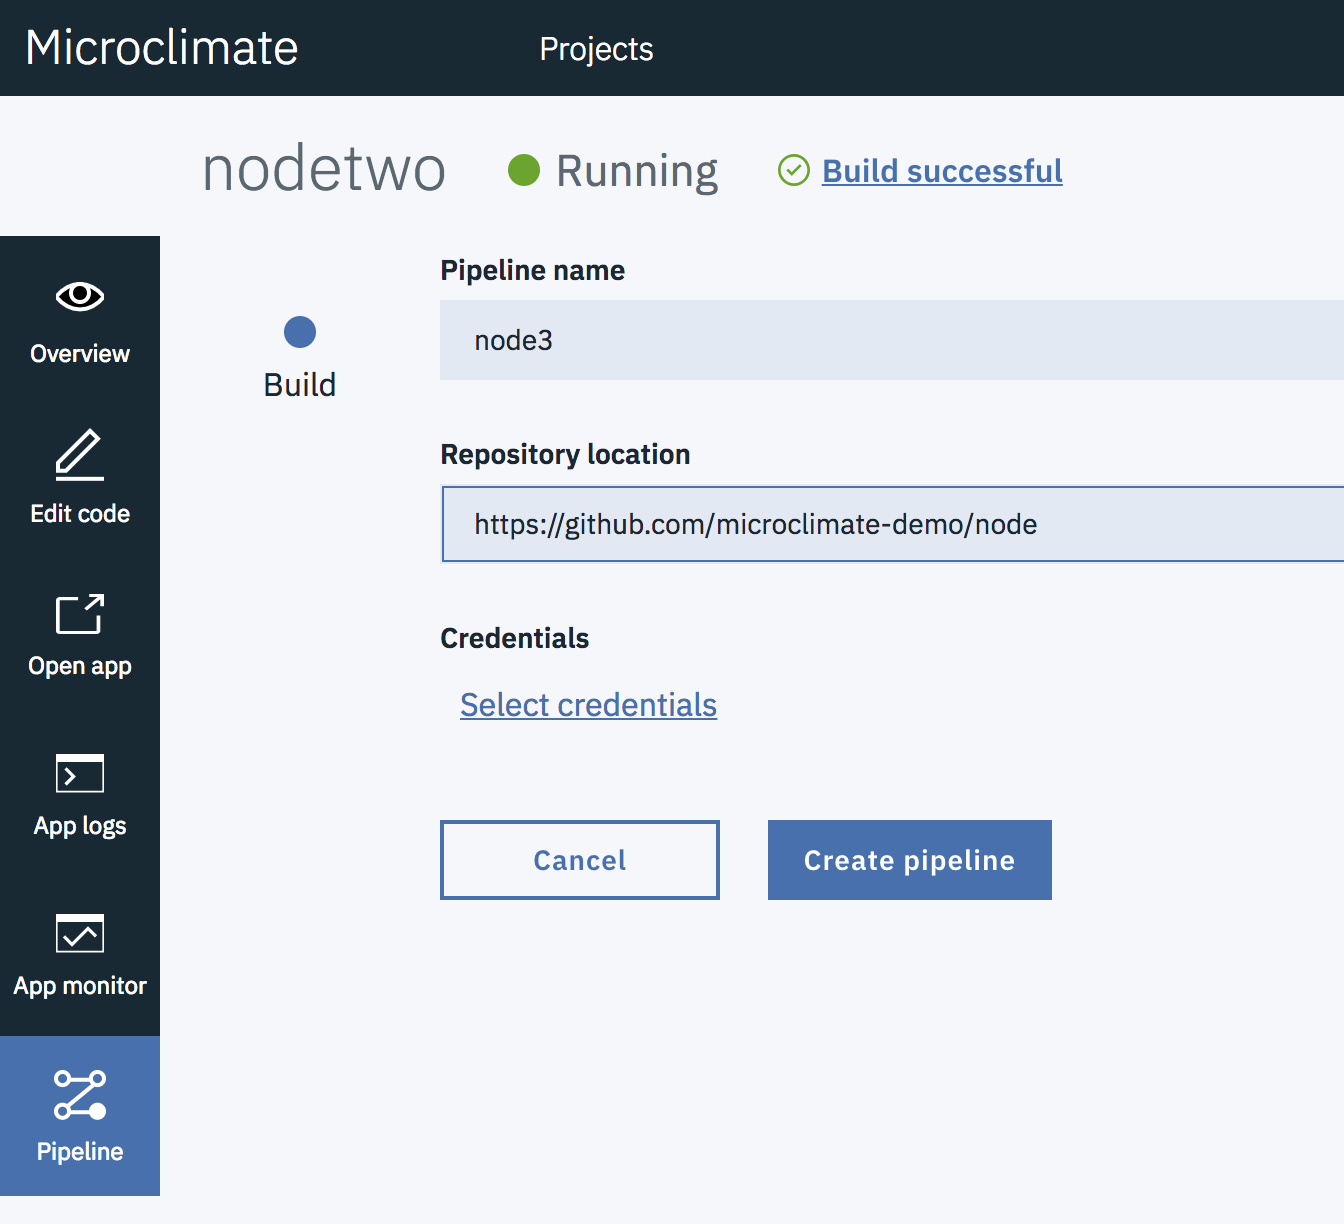 Microclimate Projects
nodetwo Running Build successful
Overview
Edit code
Open app
App logs
App monitor
Pipeline
Build
Pipeline name
node3
Repository location
https://github.com/microclimate-demo/node
Credentials
Select credentials
Cancel Create pipeline